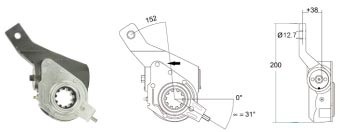 152
+38
Ø12.7
200
0°
∞ = 31°